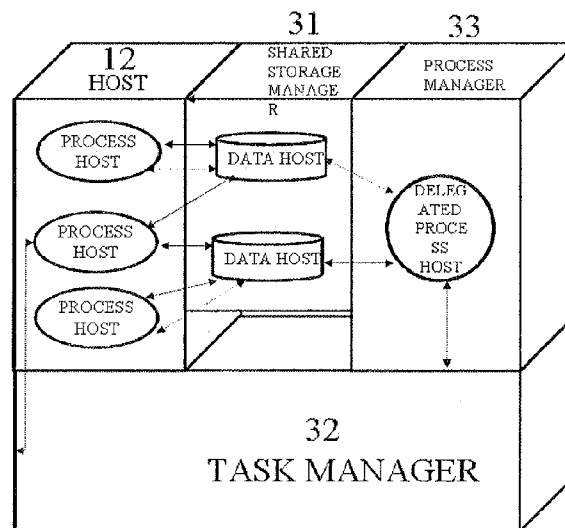 12
HOST
31
SHARED
STORAGE
MANAGE
R
33
PROCESS
MANAGER
PROCESS
HOST
DATA HOST
PROCESS
HOST
DATA HOST
PROCESS
HOST
DELEG
ATED
PROCE
SS
HOST
32
TASK MANAGER